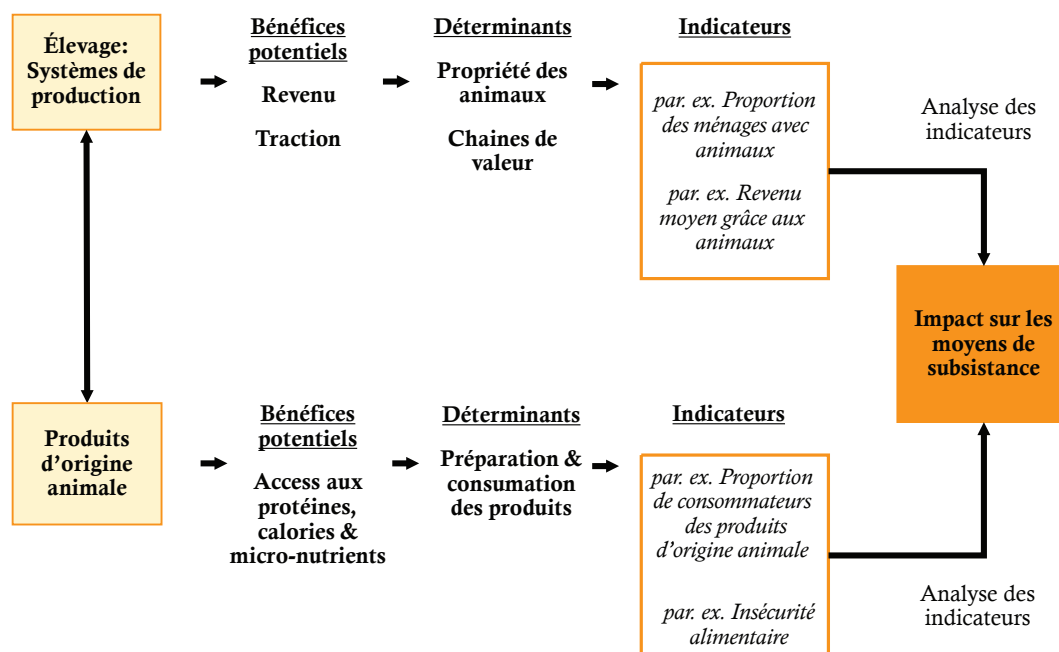 Élevage:
Systèmes de
production
Bénéfices
potentiels
Revenu
Traction
Déterminants
Propriété des
animaux
Chaines de
valeur
Indicateurs
par. ex. Proportion
des ménages avec
animaux
par. ex. Revenu
moyen grâce aux
animaux
Analyse des
indicateurs
Impact sur les
moyens de
subsistance
Produits
d'origine
animale
Bénéfices
potentiels
Access aux
protéines,
calories &
micro-nutrients
Déterminants
Préparation &
consumation
des produits
Indicateurs
par. ex. Proportion
de consommateurs
des produits
d'origine animale
par. ex. Insécurité
alimentaire
Analyse des
indicateurs